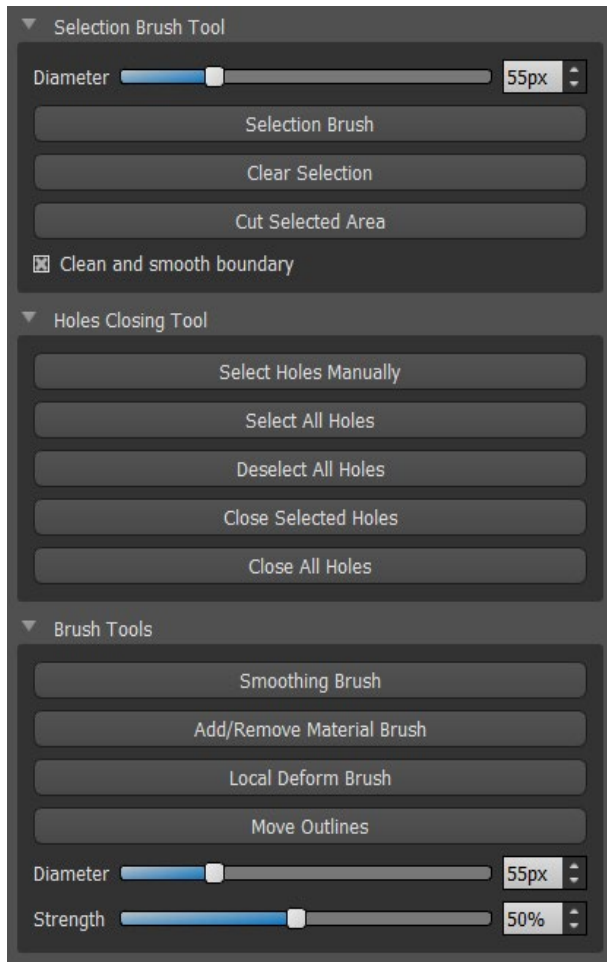 Selection Brush Tool
Diameter 55px
Selection Brush
Clear Selection
Cut Selected Area
Clean and smooth boundary
Holes Closing Tool
Select Holes Manually
Select All Holes
Deselect All Holes
Close Selected Holes
Close All Holes
Brush Tools
Smoothing Brush
Add/Remove Material Brush
Local Deform Brush
Move Outlines
Diameter 55px
Strength 50%